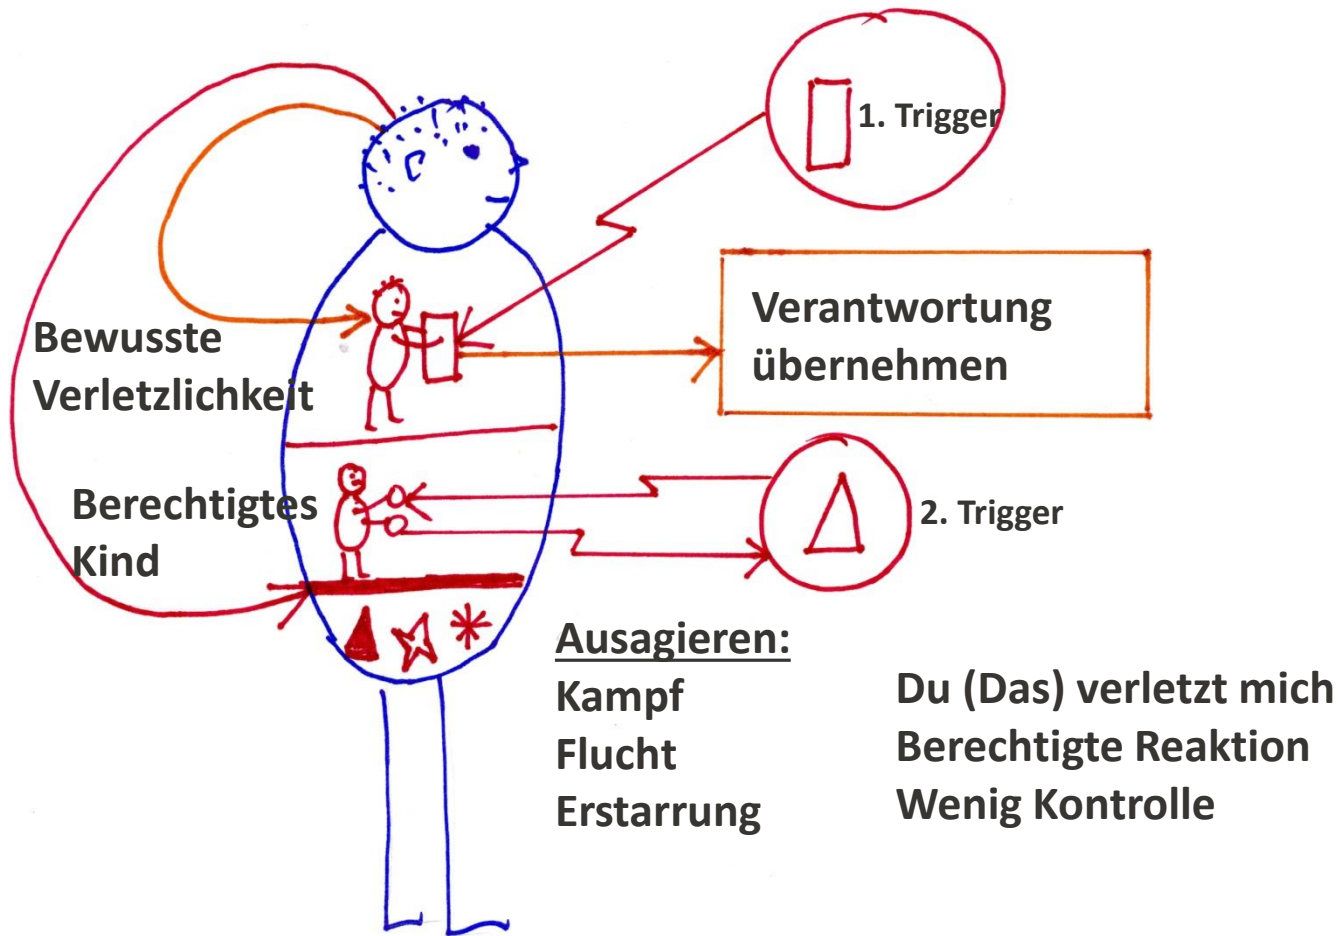 1. Trigger
Verantwortung
übernehmen
Bewusste
Verletzlichkeit
Berechtigtes
Kind
2. Trigger
Ausagieren:
Kampf
Flucht
Erstarrung
Du (Das) verletzt mich
Berechtigte Reaktion
Wenig Kontrolle